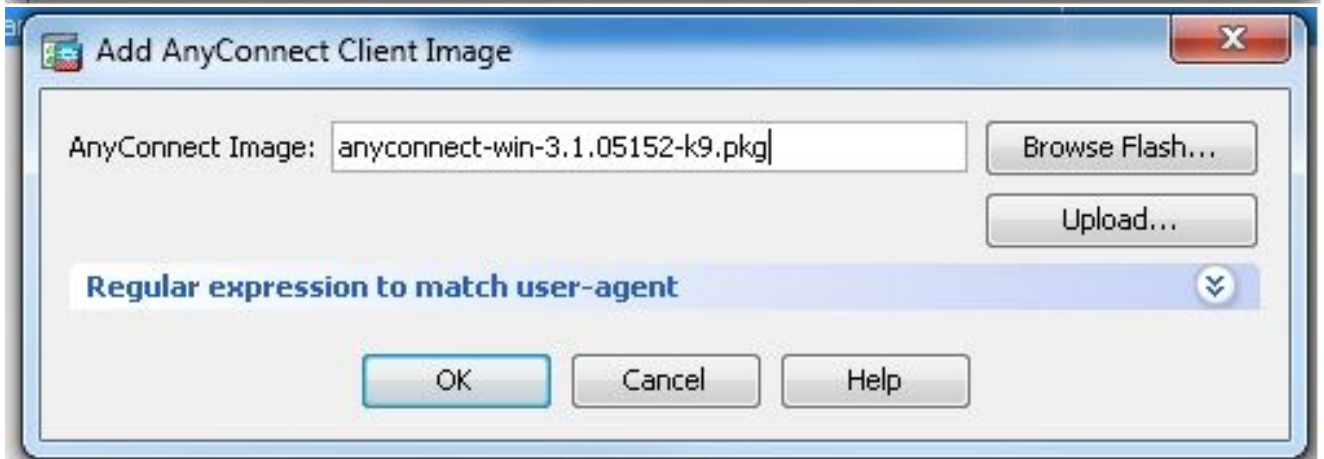 Add AnyConnect Client Image
AnyConnect Image: anyconnect-win-3.1.05152-k9.pkg Browse Flash...
Upload...
Regular expression to match user-agent
OK Cancel Help